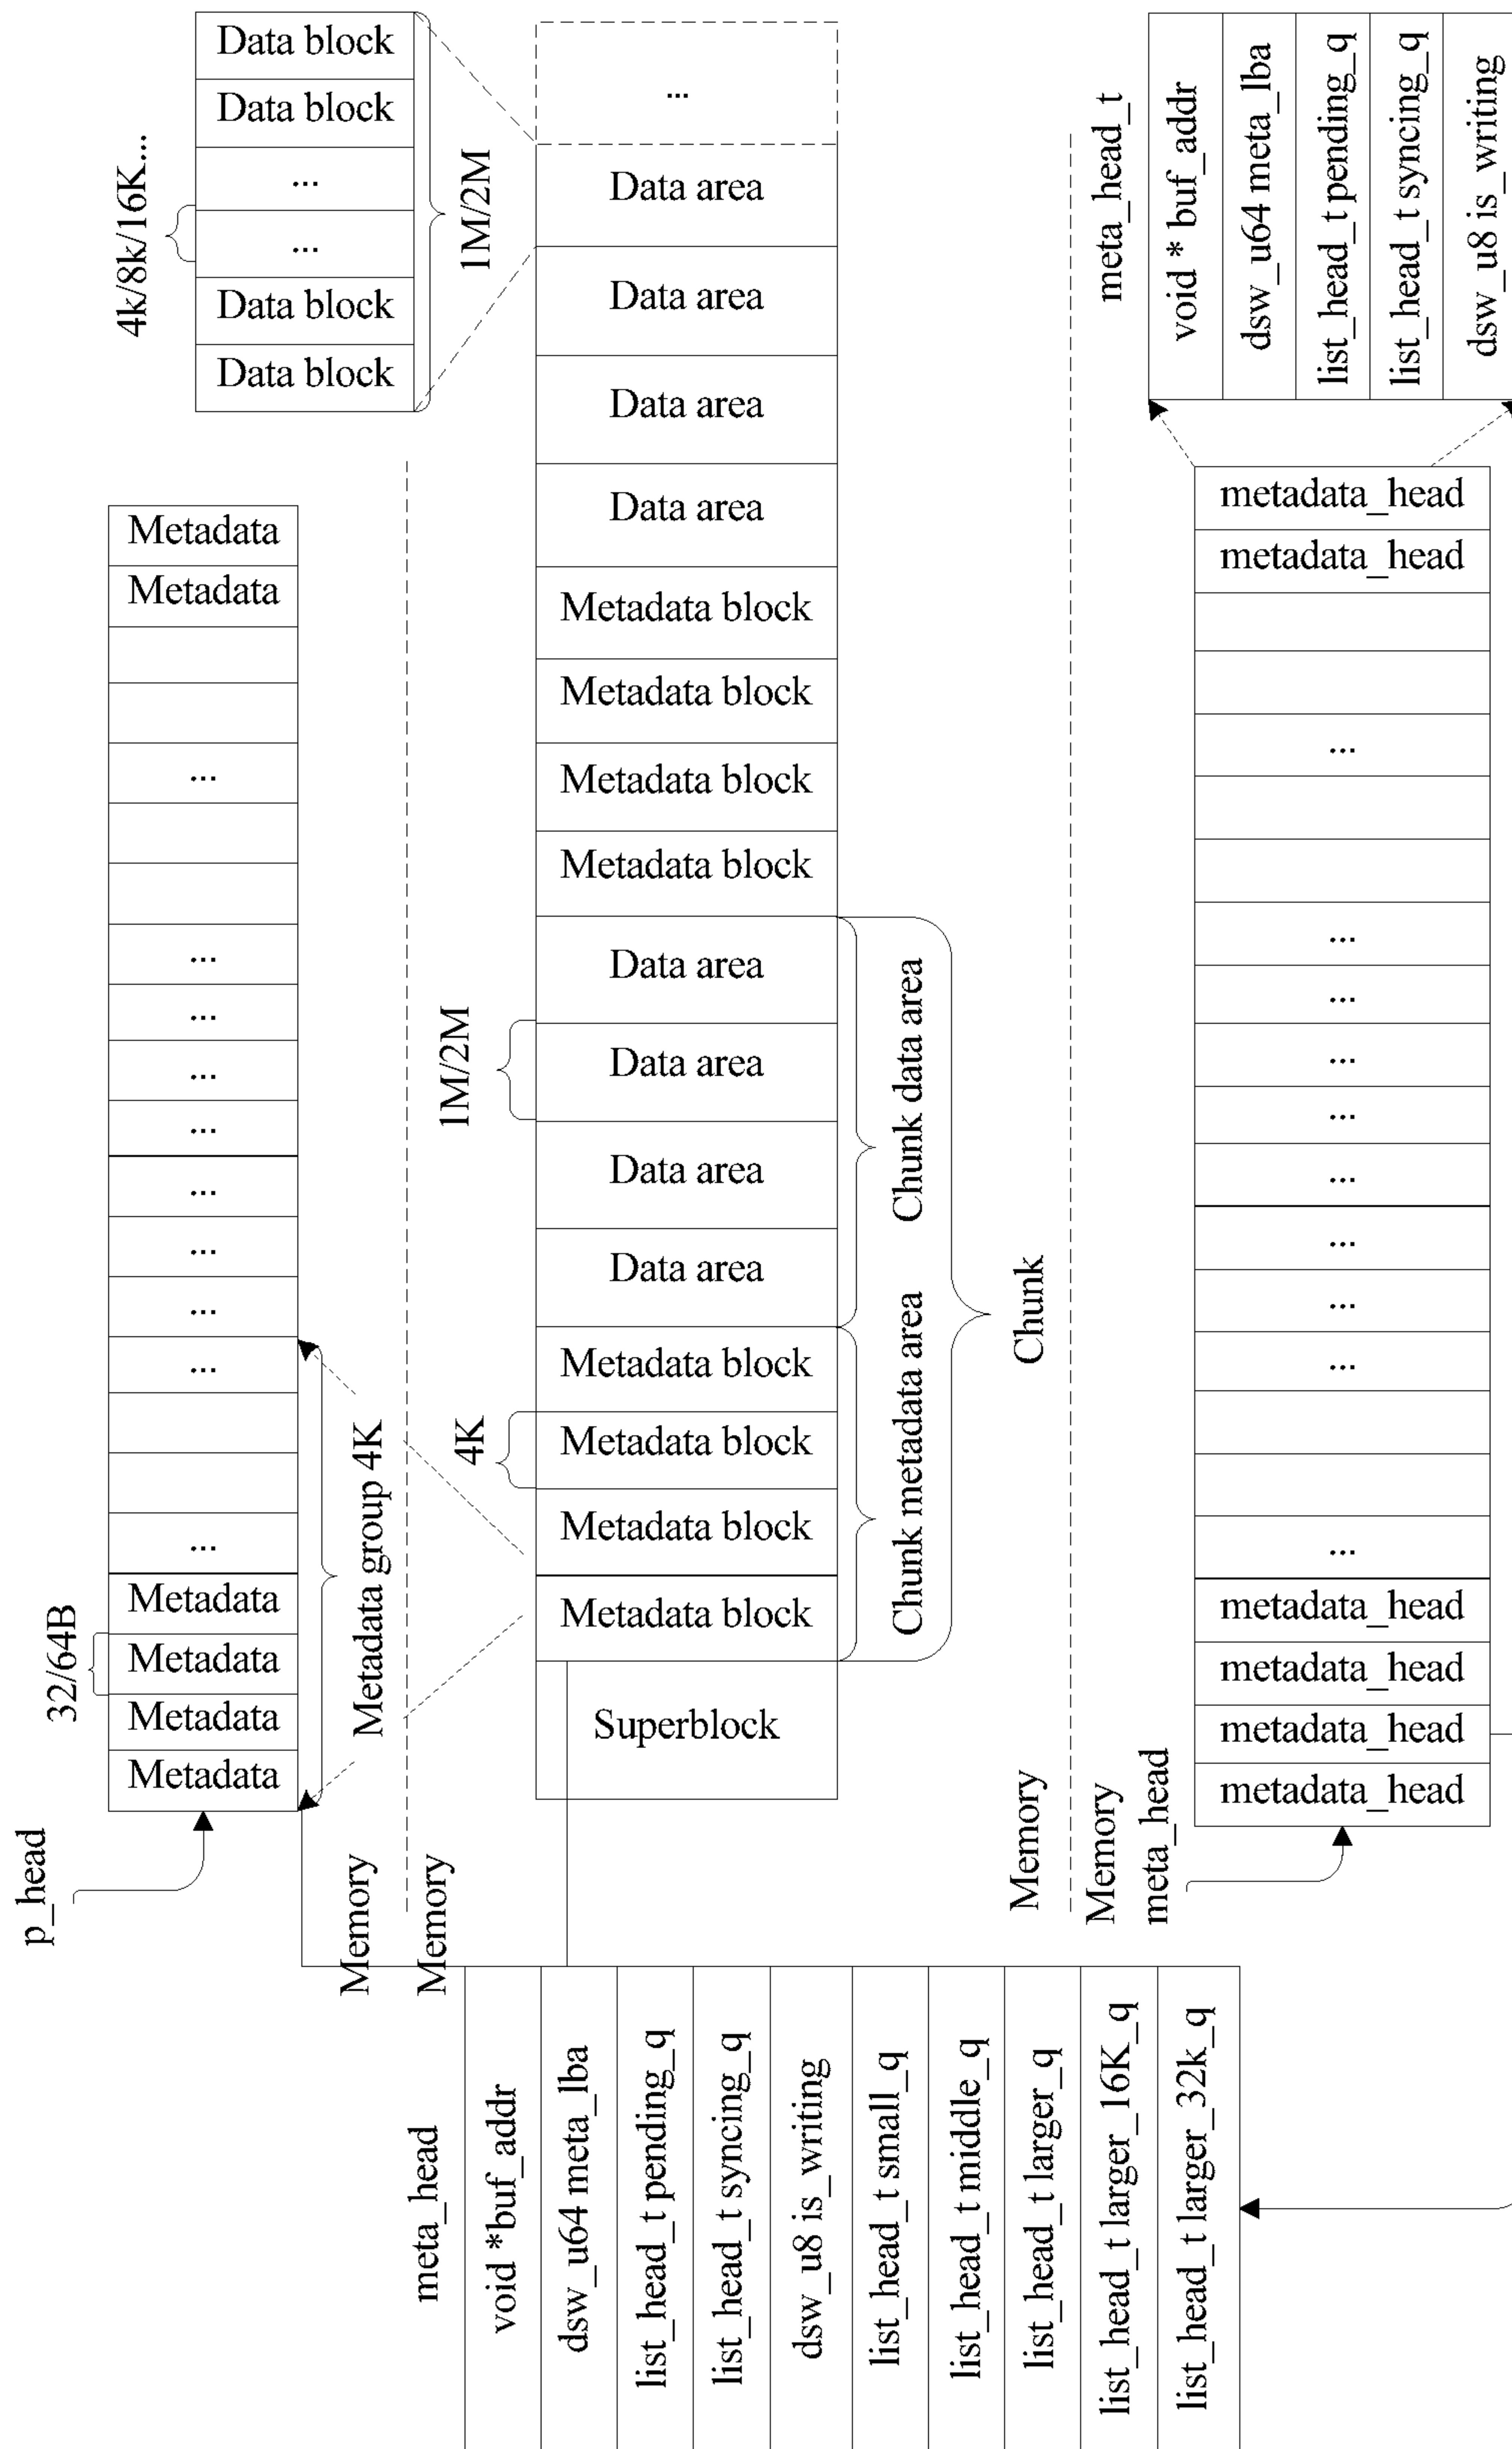 Data block
Data block
...
...
Data block
Data block
4k/8k/16K...
1M/2M
...
Data area
Data area
Data area
Data area
Metadata block
Metadata block
Metadata block
Metadata block
Data area
Data area
Data area
Data area
Metadata block
Metadata block
Metadata block
Metadata block
Superblock
1M/2M
4K
Chunk data area
Chunk metadata area
Chunk
Metadata
Metadata
...
...
...
...
...
...
...
...
...
...
Metadata
Metadata
Metadata
Metadata
32/64B
Metadata group 4K
p_head
Memory
Memory
meta_head_t
void * buf_addr
dsw_u64 meta_lba
list_head_t pending_q
list_head_t syncing_q
dsw_u8 is_writing
metadata_head
metadata_head
...
...
...
...
...
...
...
...
...
...
metadata_head
metadata_head
metadata_head
metadata_head
Memory
Memory
meta_head
meta_head
void *buf_addr
dsw_u64 meta_lba
list_head_t pending_q
list_head_t syncing_q
dsw_u8 is_writing
list_head_t small_q
list_head_t middle_q
list_head_t larger_q
list_head_t larger_16K_q
list_head_t larger_32k_q